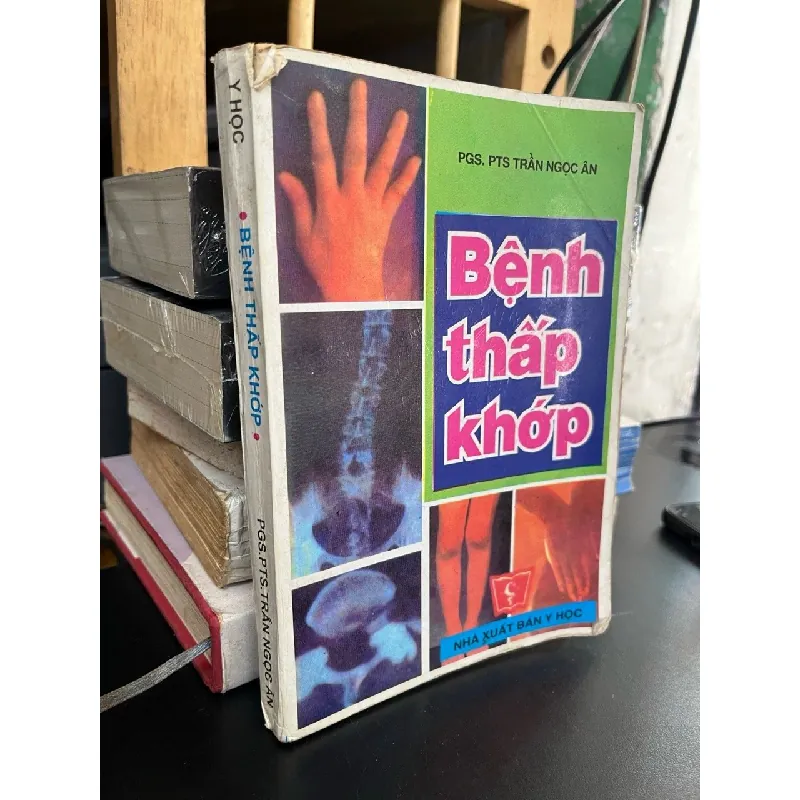 Y HỌC
• BỆNH THẤP KHỚP •
PGS.PTS.TRẦN NGỌC ÂN
PGS. PTS TRẦN NGỌC ÂN
Bệnh
thấp
khớp
NHÀ XUẤT BẢN Y HỌC